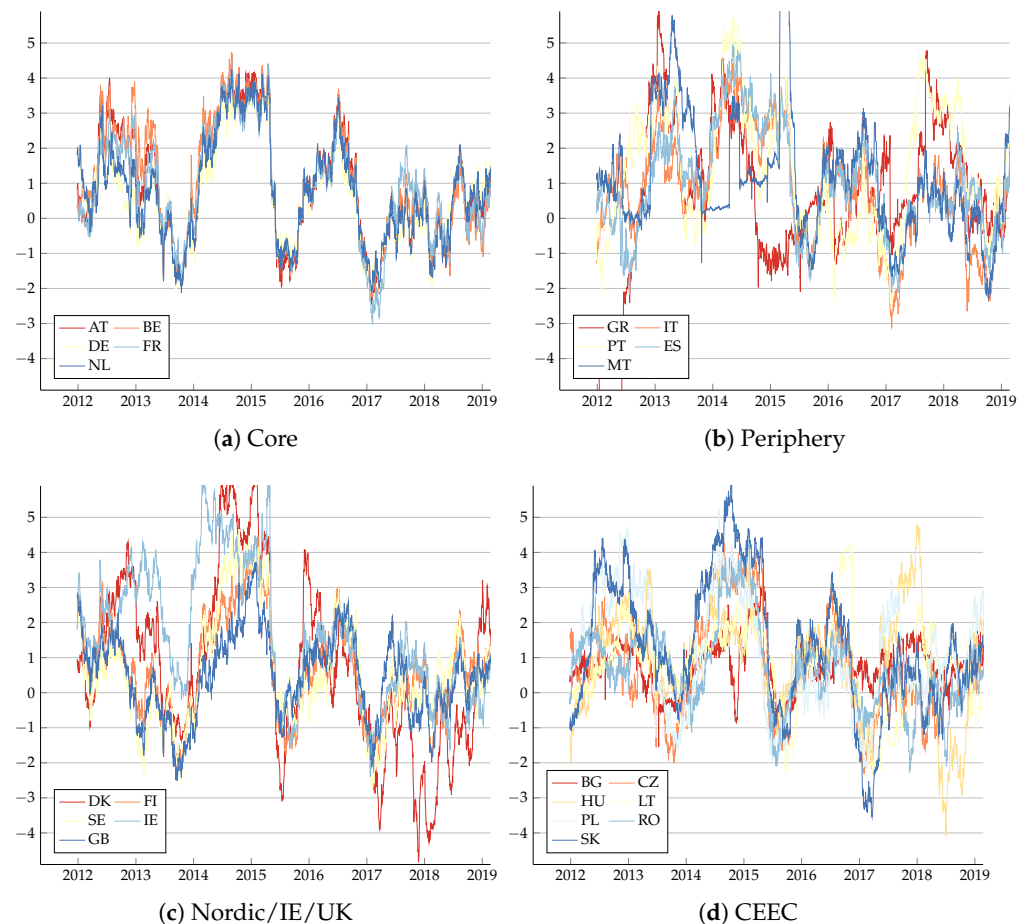 5
4
3
2
1
0
−1
−2
−3
−4
AT BE
DE FR
NL
2012 2013 2014 2015 2016 2017 2018 2019
(a) Core
5
4
3
2
1
0
−1
−2
−3
−4
GR IT
PT ES
MT
2012 2013 2014 2015 2016 2017 2018 2019
(b) Periphery
5
4
3
2
1
0
−1
−2
−3
−4
DK FI
SE IE
GB
2012 2013 2014 2015 2016 2017 2018 2019
(c) Nordic/IE/UK
5
4
3
2
1
0
−1
−2
−3
−4
BG CZ
HU LT
PL RO
SK
2012 2013 2014 2015 2016 2017 2018 2019
(d) CEEC